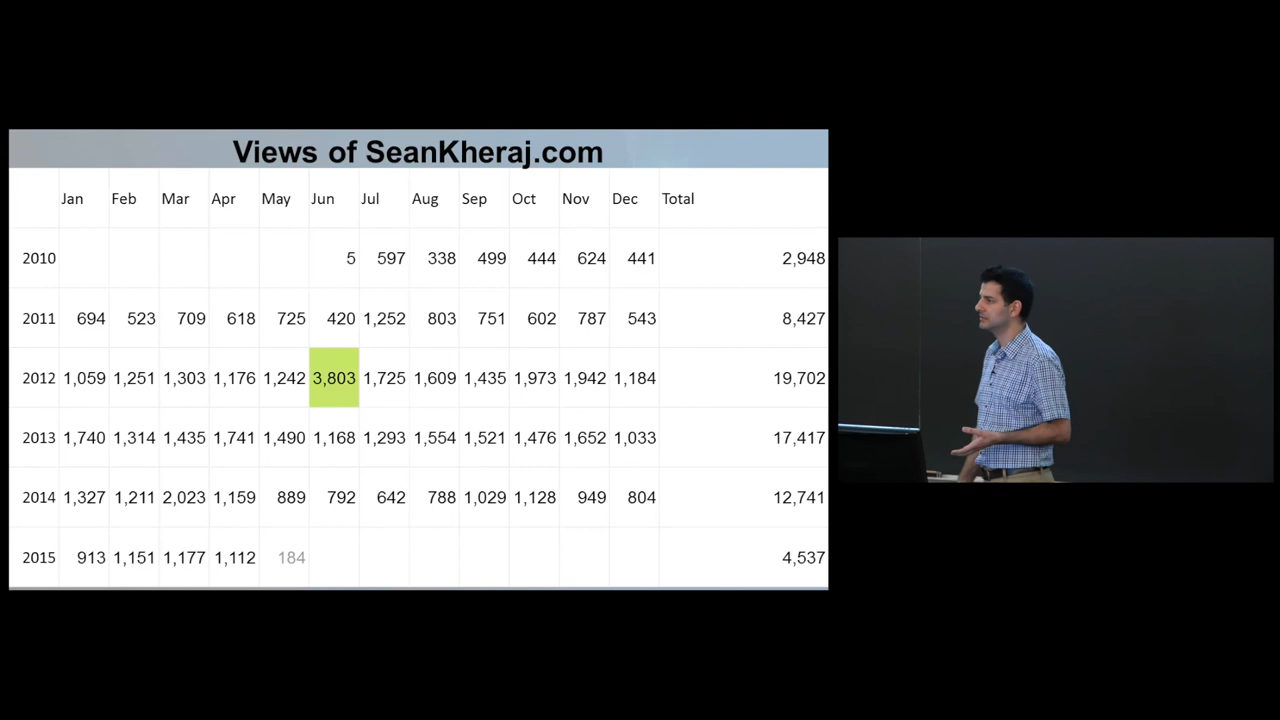 Views of SeanKheraj.com
Jan Feb Mar Apr May Jun Jul Aug Sep Oct Nov Dec Total
2010 5 597 338 499 444 624 441 2,948
2011 694 523 709 618 725 420 1,252 803 751 602 787 543 8,427
2012 1,059 1,251 1,303 1,176 1,242 3,803 1,725 1,609 1,435 1,973 1,942 1,184 19,702
2013 1,740 1,314 1,435 1,741 1,490 1,168 1,293 1,554 1,521 1,476 1,652 1,033 17,417
2014 1,327 1,211 2,023 1,159 889 792 642 788 1,029 1,128 949 804 12,741
2015 913 1,151 1,177 1,112 184 4,537